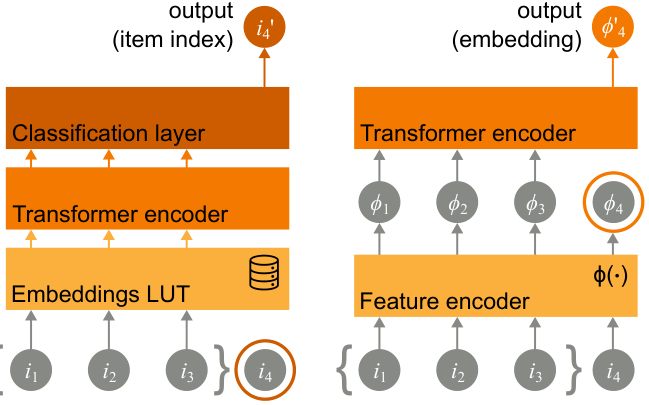 output
(item index)
i₄'
Classification layer
Transformer encoder
Embeddings LUT
{ i₁ i₂ i₃ } i₄
output
(embedding)
ϕ'₄
Transformer encoder
ϕ₁ ϕ₂ ϕ₃ ϕ₄
ϕ(·)
Feature encoder
{ i₁ i₂ i₃ } i₄